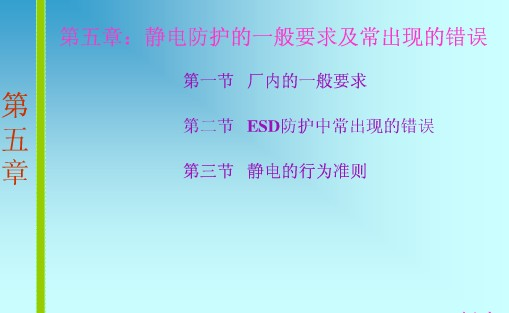 第五章：静电防护的一般要求及常出现的错误
第一节 厂内的一般要求
第二节 ESD防护中常出现的错误
第三节 静电的行为准则
第
五
章